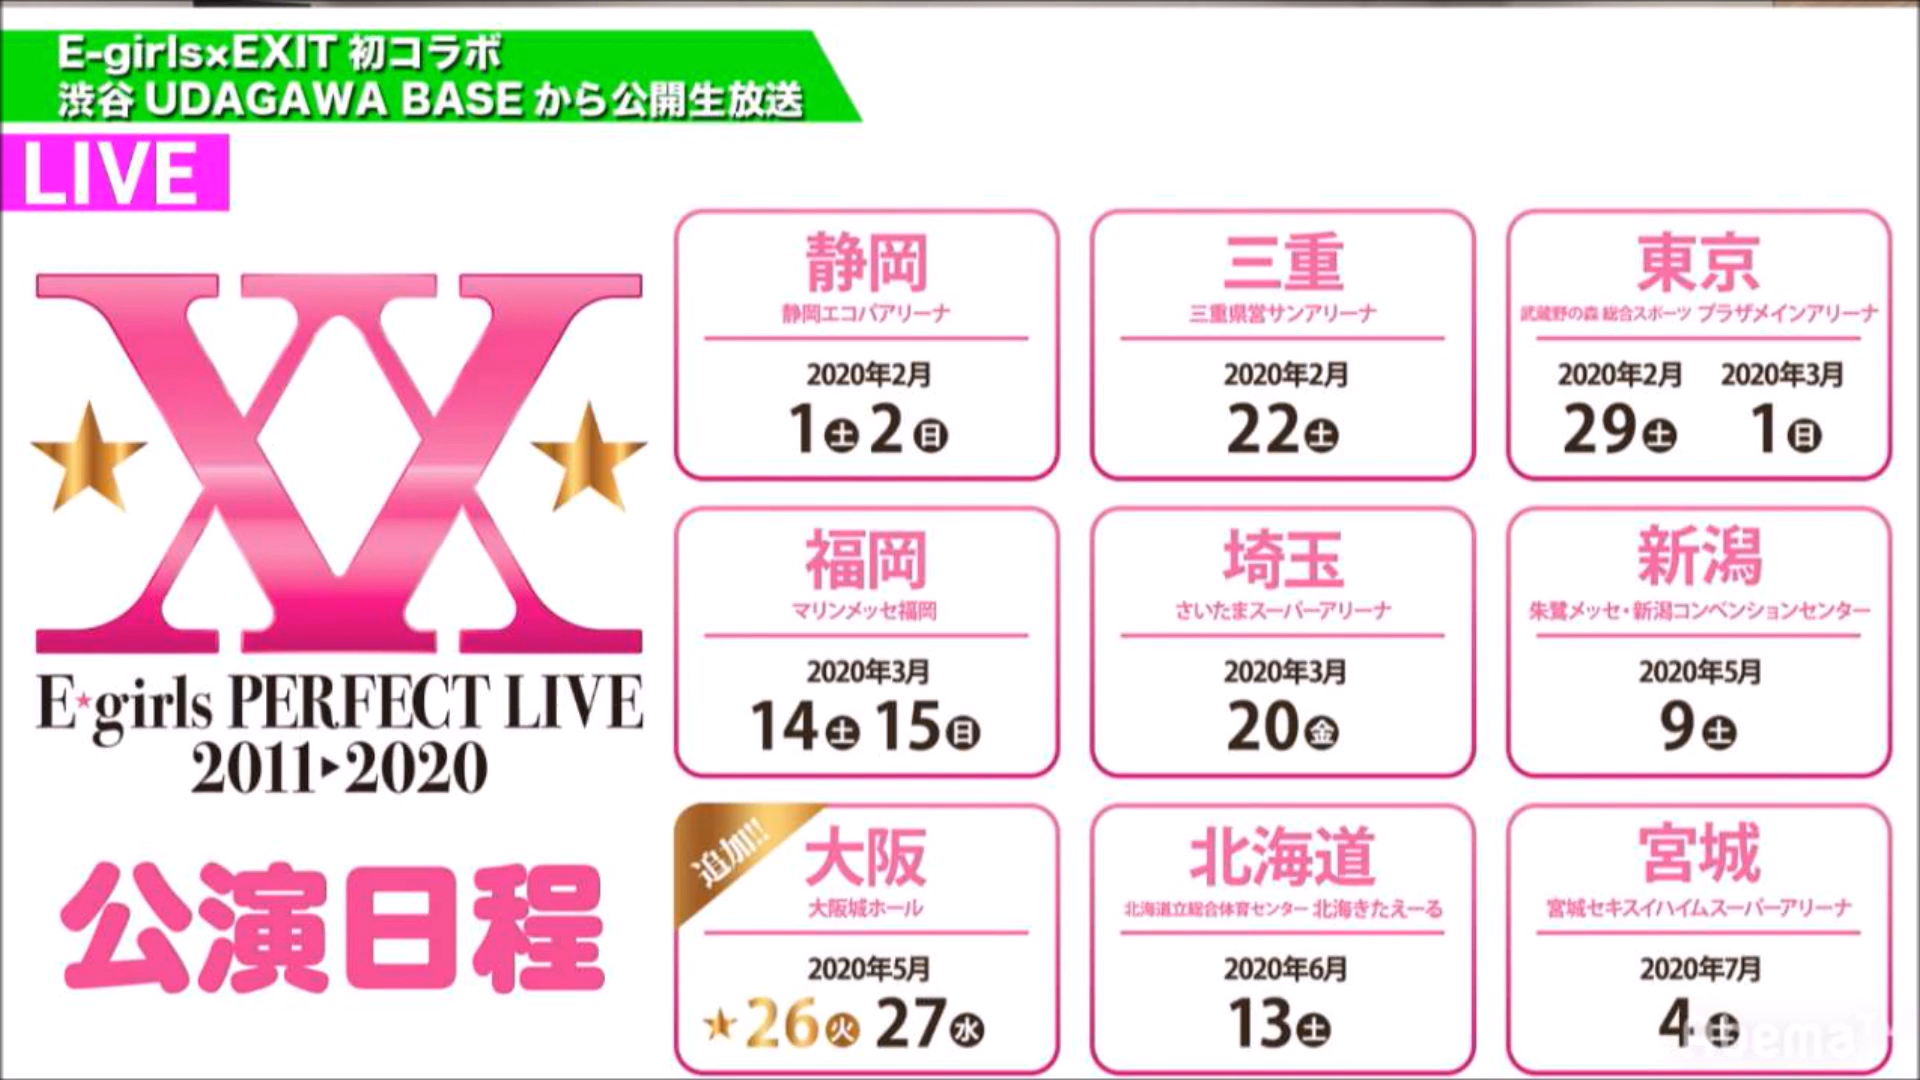 E-girls×EXIT 初コラボ
渋谷 UDAGAWA BASE から公開生放送
LIVE
XX
E★girls PERFECT LIVE
2011▶2020
公演日程
静岡
静岡エコパアリーナ
2020年2月
1土 2日
三重
三重県営サンアリーナ
2020年2月
22土
東京
武蔵野の森 総合スポーツ プラザメインアリーナ
2020年2月 2020年3月
29土 1日
福岡
マリンメッセ福岡
2020年3月
14土 15日
埼玉
さいたまスーパーアリーナ
2020年3月
20金
新潟
朱鷺メッセ・新潟コンベンションセンター
2020年5月
9土
追加!!
大阪
大阪城ホール
2020年5月
★26火 27水
北海道
北海道立総合体育センター 北海きたえーる
2020年6月
13土
宮城
宮城セキスイハイムスーパーアリーナ
2020年7月
4土